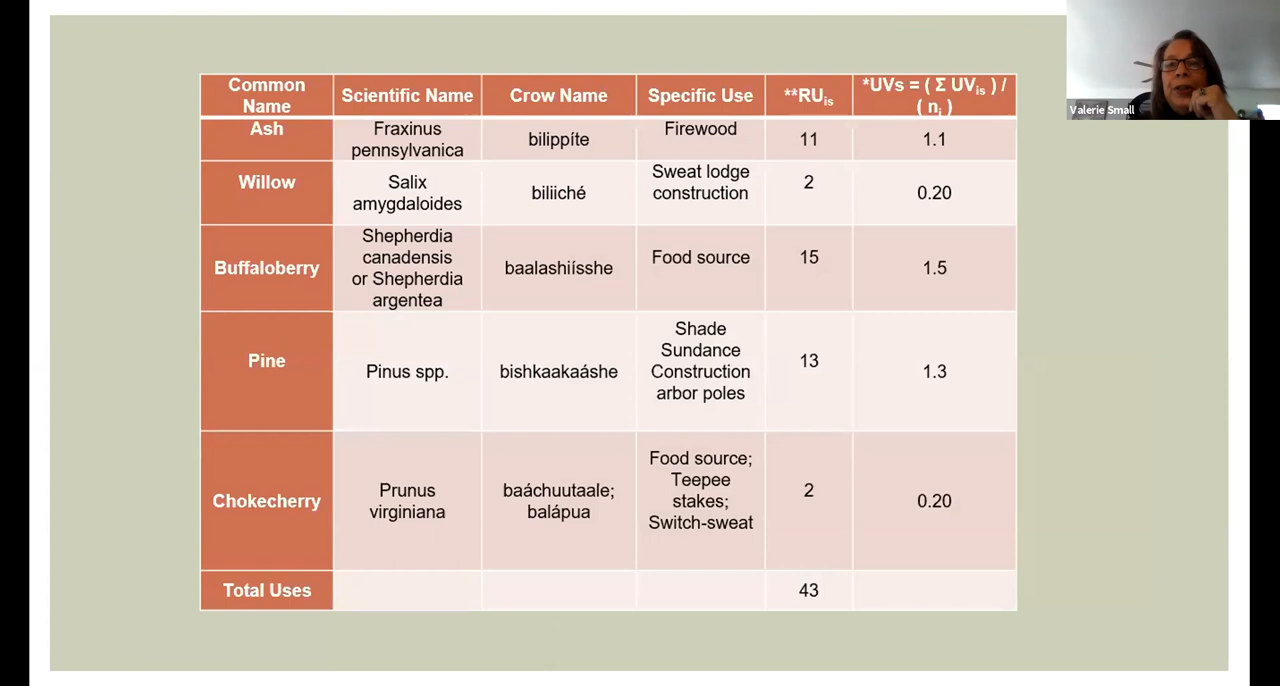 Common Name
Scientific Name
Crow Name
Specific Use
**RUis
*UVs = ( Σ UVis ) /
( ni )
Ash
Fraxinus
pennsylvanica
bilippíte
Firewood
11
1.1
Willow
Salix
amygdaloides
biliiché
Sweat lodge
construction
2
0.20
Buffaloberry
Shepherdia
canadensis
or Shepherdia
argentea
baalashiísshe
Food source
15
1.5
Pine
Pinus spp.
bishkaakaáshe
Shade
Sundance
Construction
arbor poles
13
1.3
Chokecherry
Prunus
virginiana
baáchuutaale;
balápua
Food source;
Teepee
stakes;
Switch-sweat
2
0.20
Total Uses
43
Valerie Small